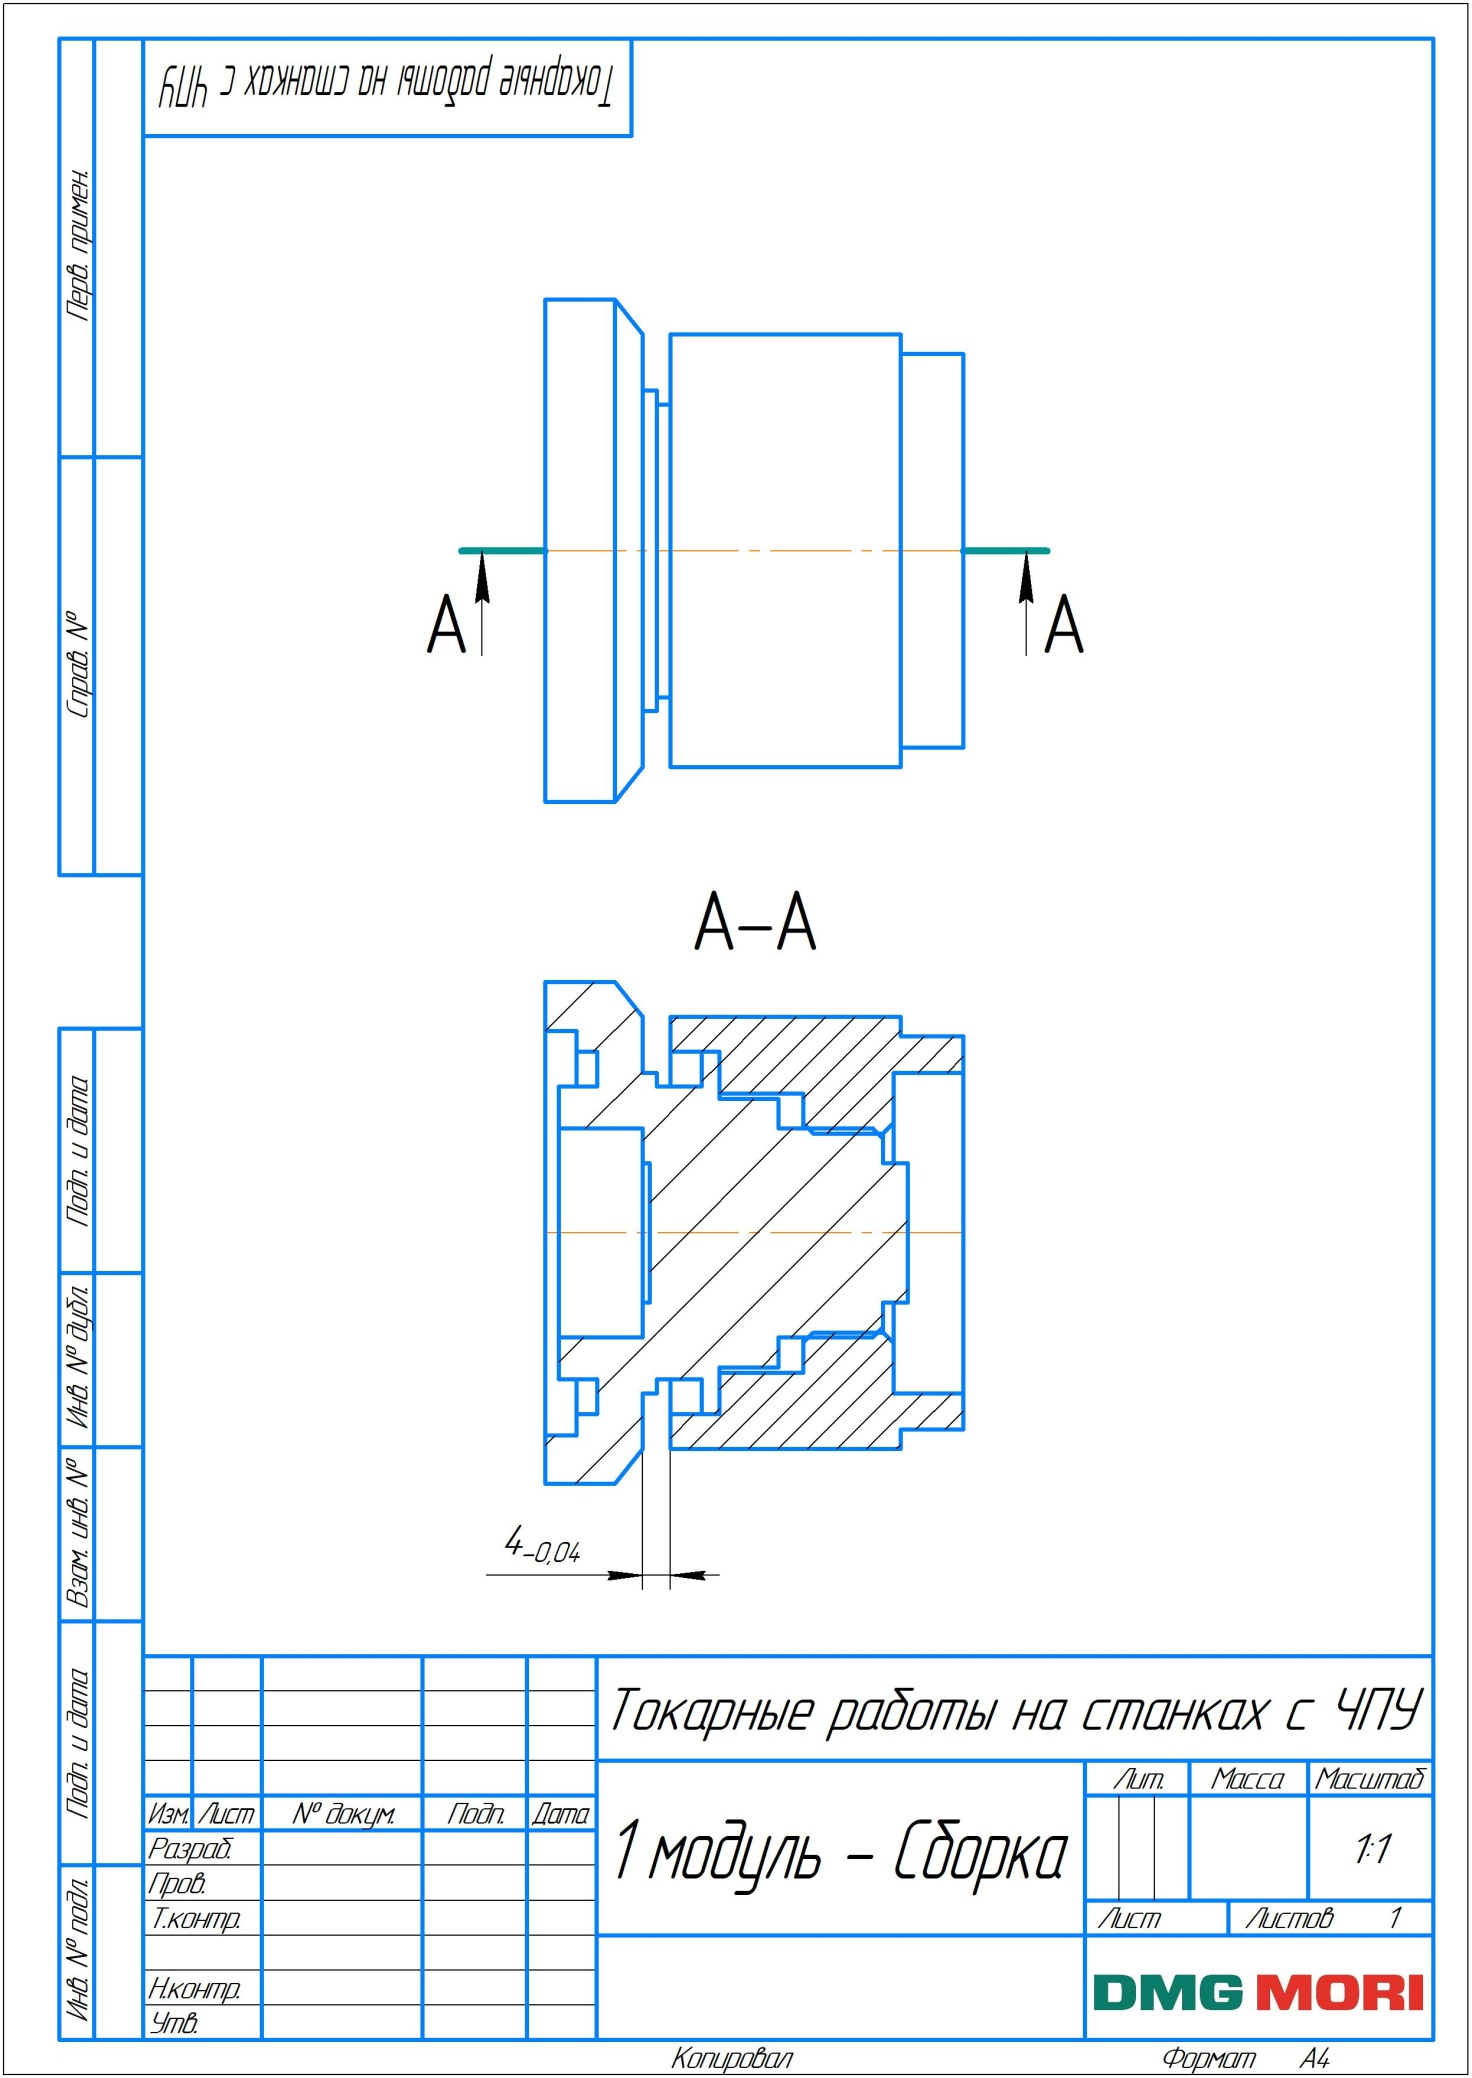 Токарные работы на станках с ЧПУ
Перв. примен.
Справ. №
Подп. и дата
Инв. № дубл.
Взам. инв. №
Подп. и дата
Инв. № подл.
А
А
А-А
4-0,04
Токарные работы на станках с ЧПУ
Изм. Лист № докум. Подп. Дата
Разраб.
Пров.
Т.контр.
Н.контр.
Утв.
1 модуль - Сборка
Лит. Масса Масштаб
1:1
Лист Листов 1
DMG MORI
Копировал Формат А4